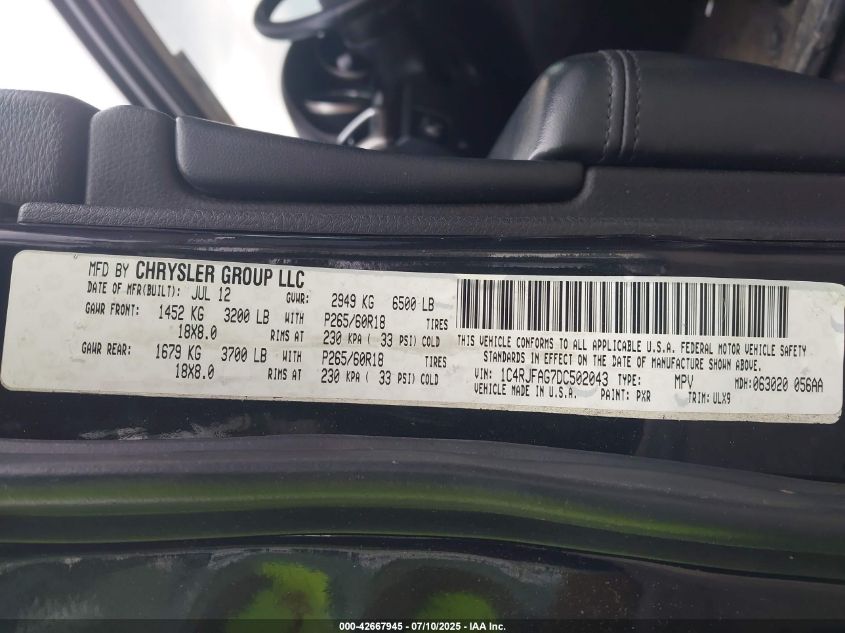 MFD BY CHRYSLER GROUP LLC
DATE OF MFR(BUILT): JUL 12 GVWR: 2949 KG 6500 LB
GAWR FRONT: 1452 KG 3200 LB WITH P265/60R18 TIRES
18X8.0 RIMS AT 230 KPA ( 33 PSI) COLD
GAWR REAR: 1679 KG 3700 LB WITH P265/60R18 TIRES
18X8.0 RIMS AT 230 KPA ( 33 PSI) COLD
THIS VEHICLE CONFORMS TO ALL APPLICABLE U.S.A. FEDERAL MOTOR VEHICLE SAFETY
STANDARDS IN EFFECT ON THE DATE OF MANUFACTURE SHOWN ABOVE.
VIN: 1C4RJFAG7DC502043 TYPE: MPV MDH: 063020 056AA
VEHICLE MADE IN U.S.A. PAINT: PXR TRIM: ULX9
000-42667945 - 07/10/2025 - IAA Inc.